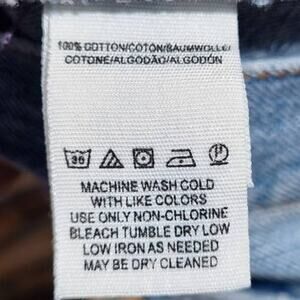 100% COTTON/COTON/BAUMWOLLE/
COTONE/ALGODÃO/ALGODÓN
30
MACHINE WASH COLD
WITH LIKE COLORS
USE ONLY NON-CHLORINE
BLEACH TUMBLE DRY LOW
LOW IRON AS NEEDED
MAY BE DRY CLEANED